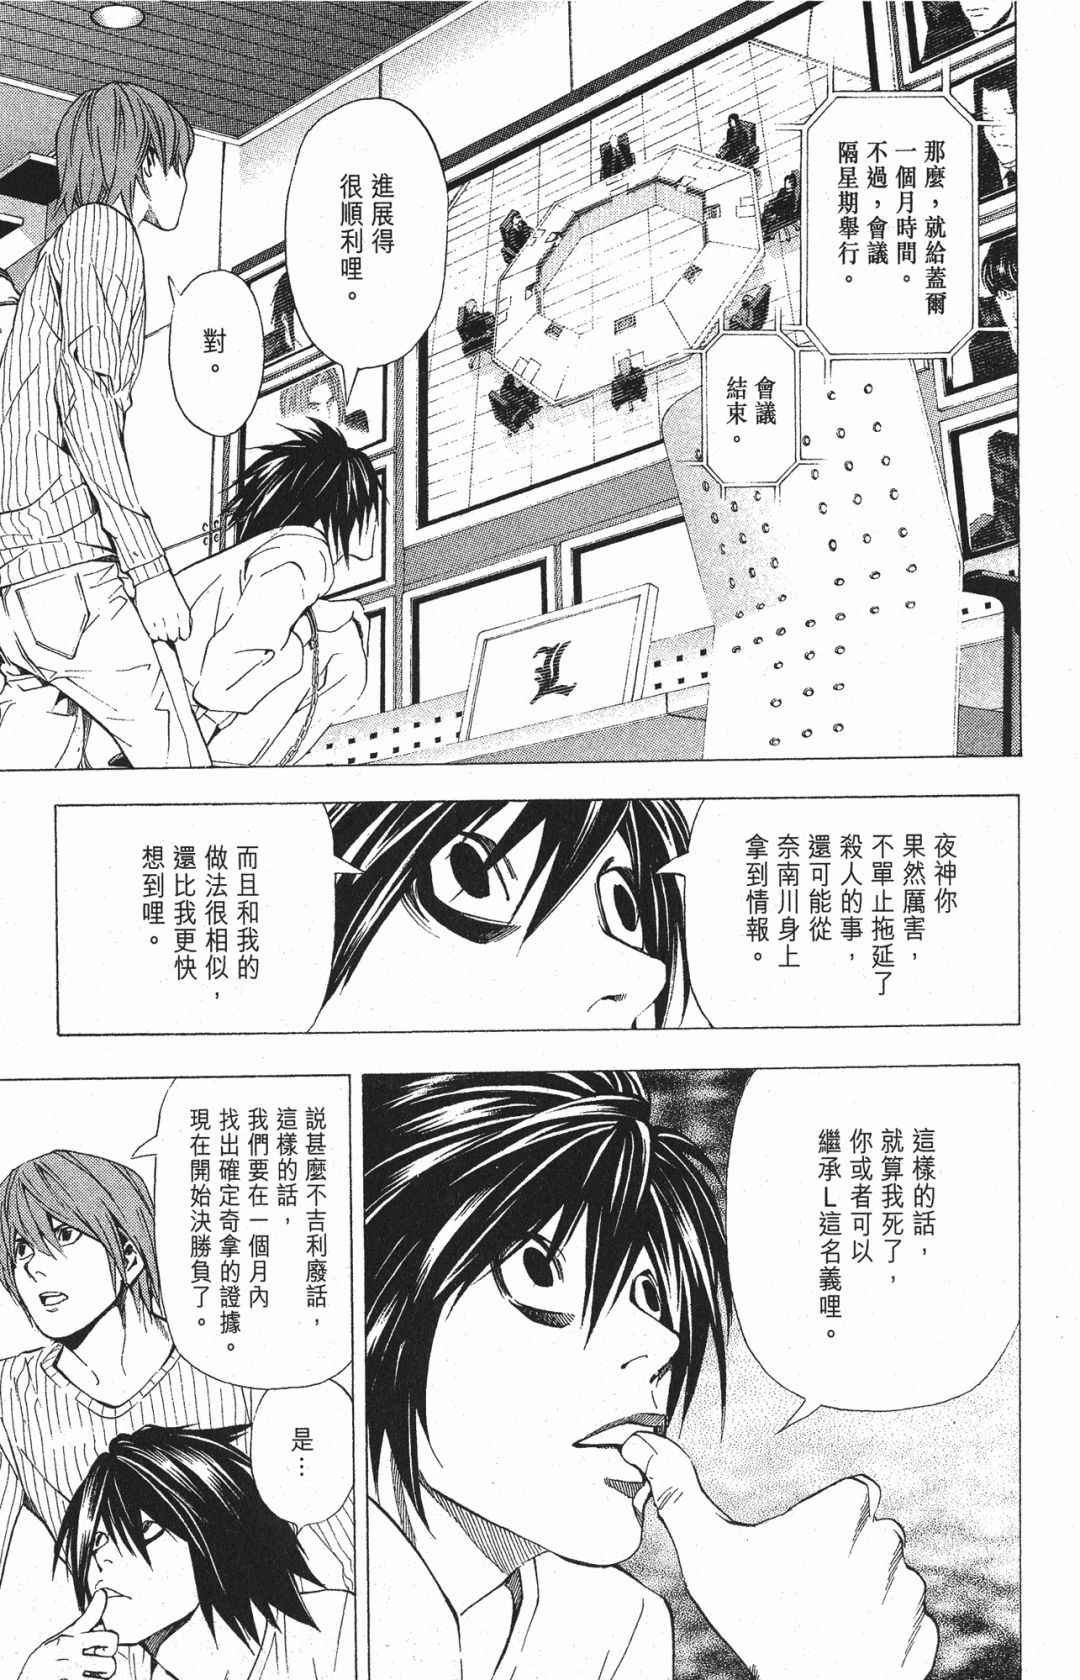 那麼，就給蓋爾
一個月時間。
不過，會議
隔星期舉行。
會議
結束。
進展得
很順利哩。
對。
L
夜神你
果然厲害，
不單止拖延了
殺人的事，
還可能從
奈南川身上
拿到情報。
而且和我的
做法很相似，
還比我更快
想到哩。
這樣的話，
就算我死了，
你或者可以
繼承L這名義哩。
說甚麼不吉利廢話，
這樣的話，
我們要在一個月內
找出確定奇拿的證據。
現在開始決勝負了。
是…